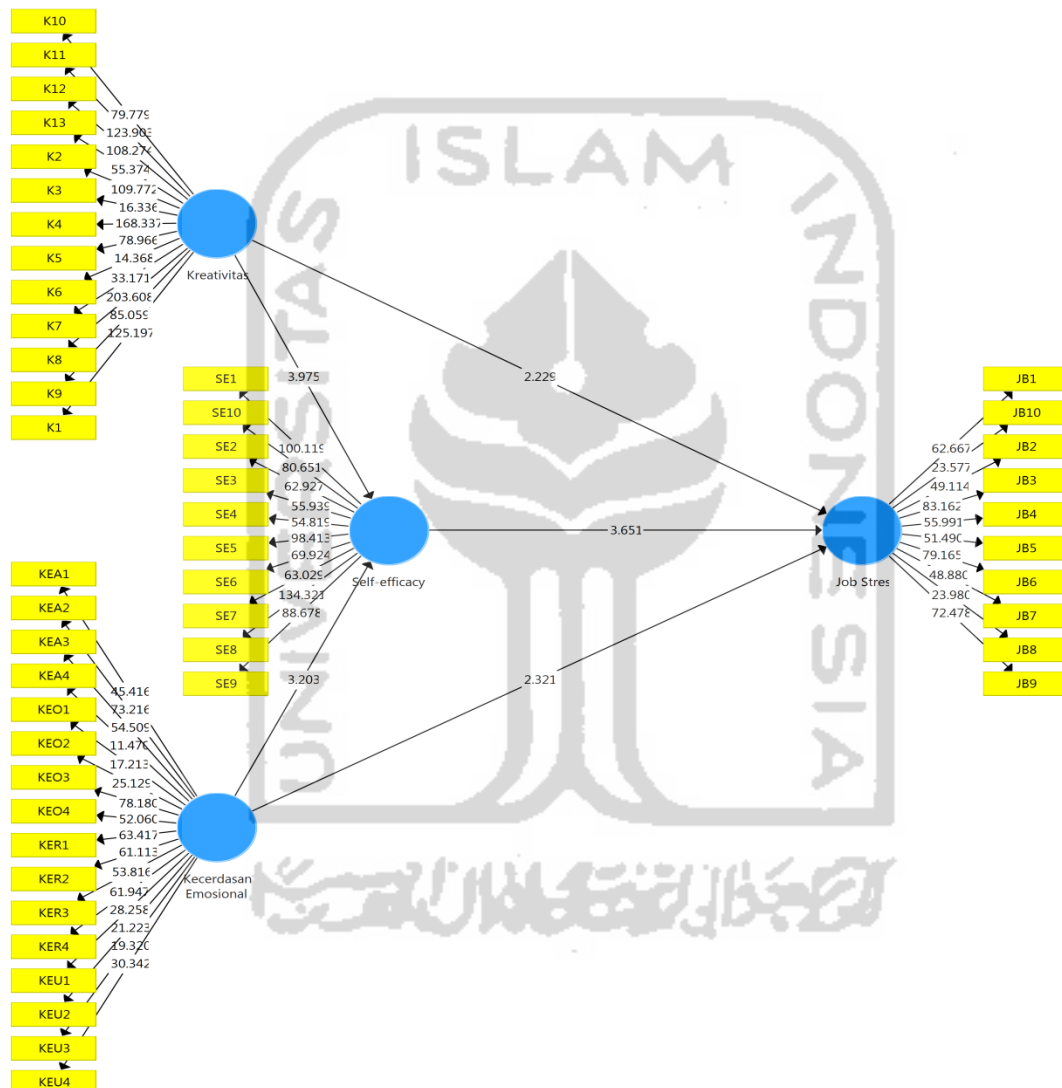 K10
K11
K12
K13
K2
K3
K4
K5
K6
K7
K8
K9
K1
79.779
123.903
108.274
55.374
109.772
16.336
168.337
78.966
14.368
33.171
203.608
85.059
125.197
Kreativitas
3.975
2.229
SE1
SE10
SE2
SE3
SE4
SE5
SE6
SE7
SE8
SE9
100.119
80.651
62.927
55.939
54.819
98.413
69.924
63.029
134.321
88.678
Self-efficacy
3.651
3.203
2.321
JB1
JB10
JB2
JB3
JB4
JB5
JB6
JB7
JB8
JB9
62.667
23.577
49.114
83.162
55.991
51.490
79.165
48.880
23.980
72.478
Job Stres
KEA1
KEA2
KEA3
KEA4
KEO1
KEO2
KEO3
KEO4
KER1
KER2
KER3
KER4
KEU1
KEU2
KEU3
KEU4
45.416
73.216
54.509
11.470
17.213
25.129
78.180
52.060
63.417
61.113
53.816
61.947
28.258
21.223
19.320
30.342
Kecerdasan
Emosional
UNIVERSITAS
ISLAM
INDONESIA